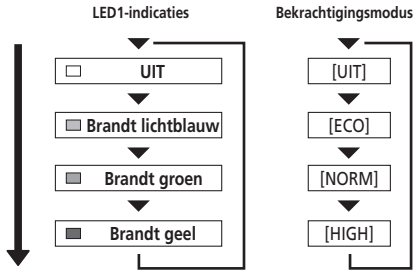 LED1-indicaties Bekrachtigingsmodus
UIT [UIT]
Brandt lichtblauw [ECO]
Brandt groen [NORM]
Brandt geel [HIGH]